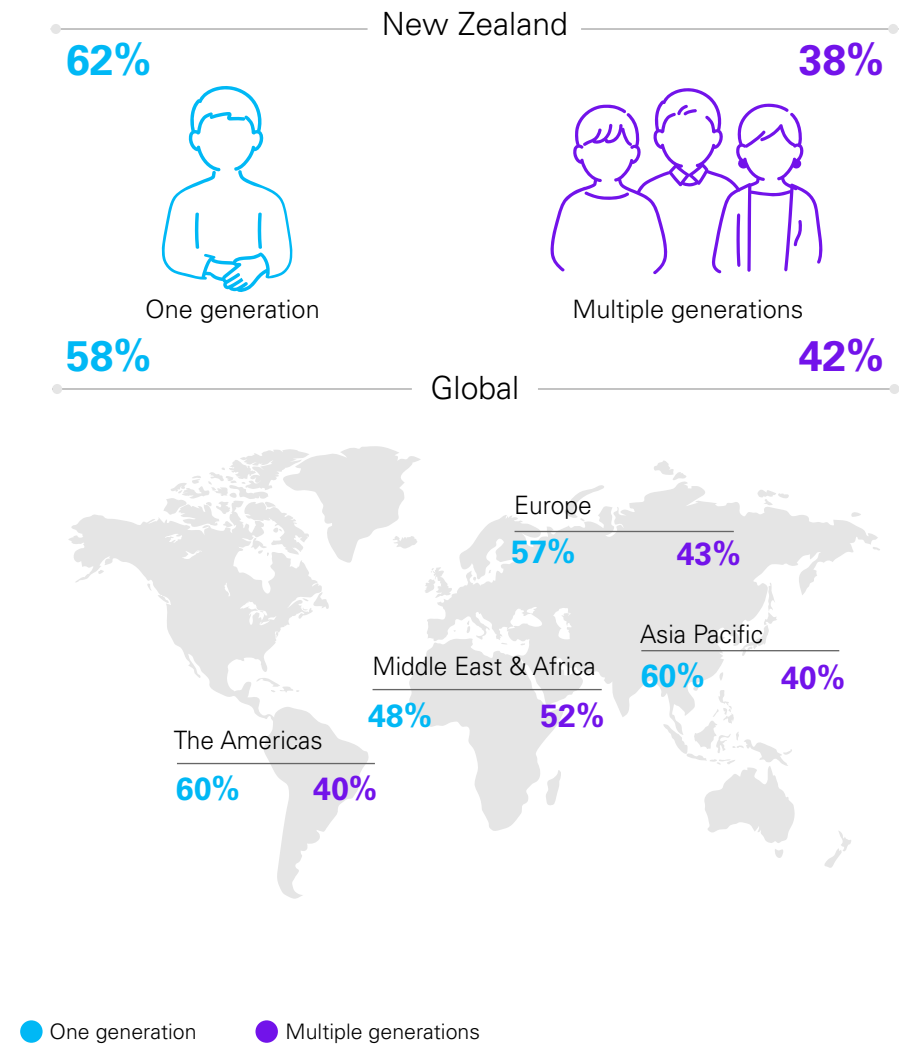 New Zealand
62% 38%
One generation Multiple generations
58% 42%
Global
Europe
57% 43%
Asia Pacific
60% 40%
Middle East & Africa
48% 52%
The Americas
60% 40%
One generation Multiple generations